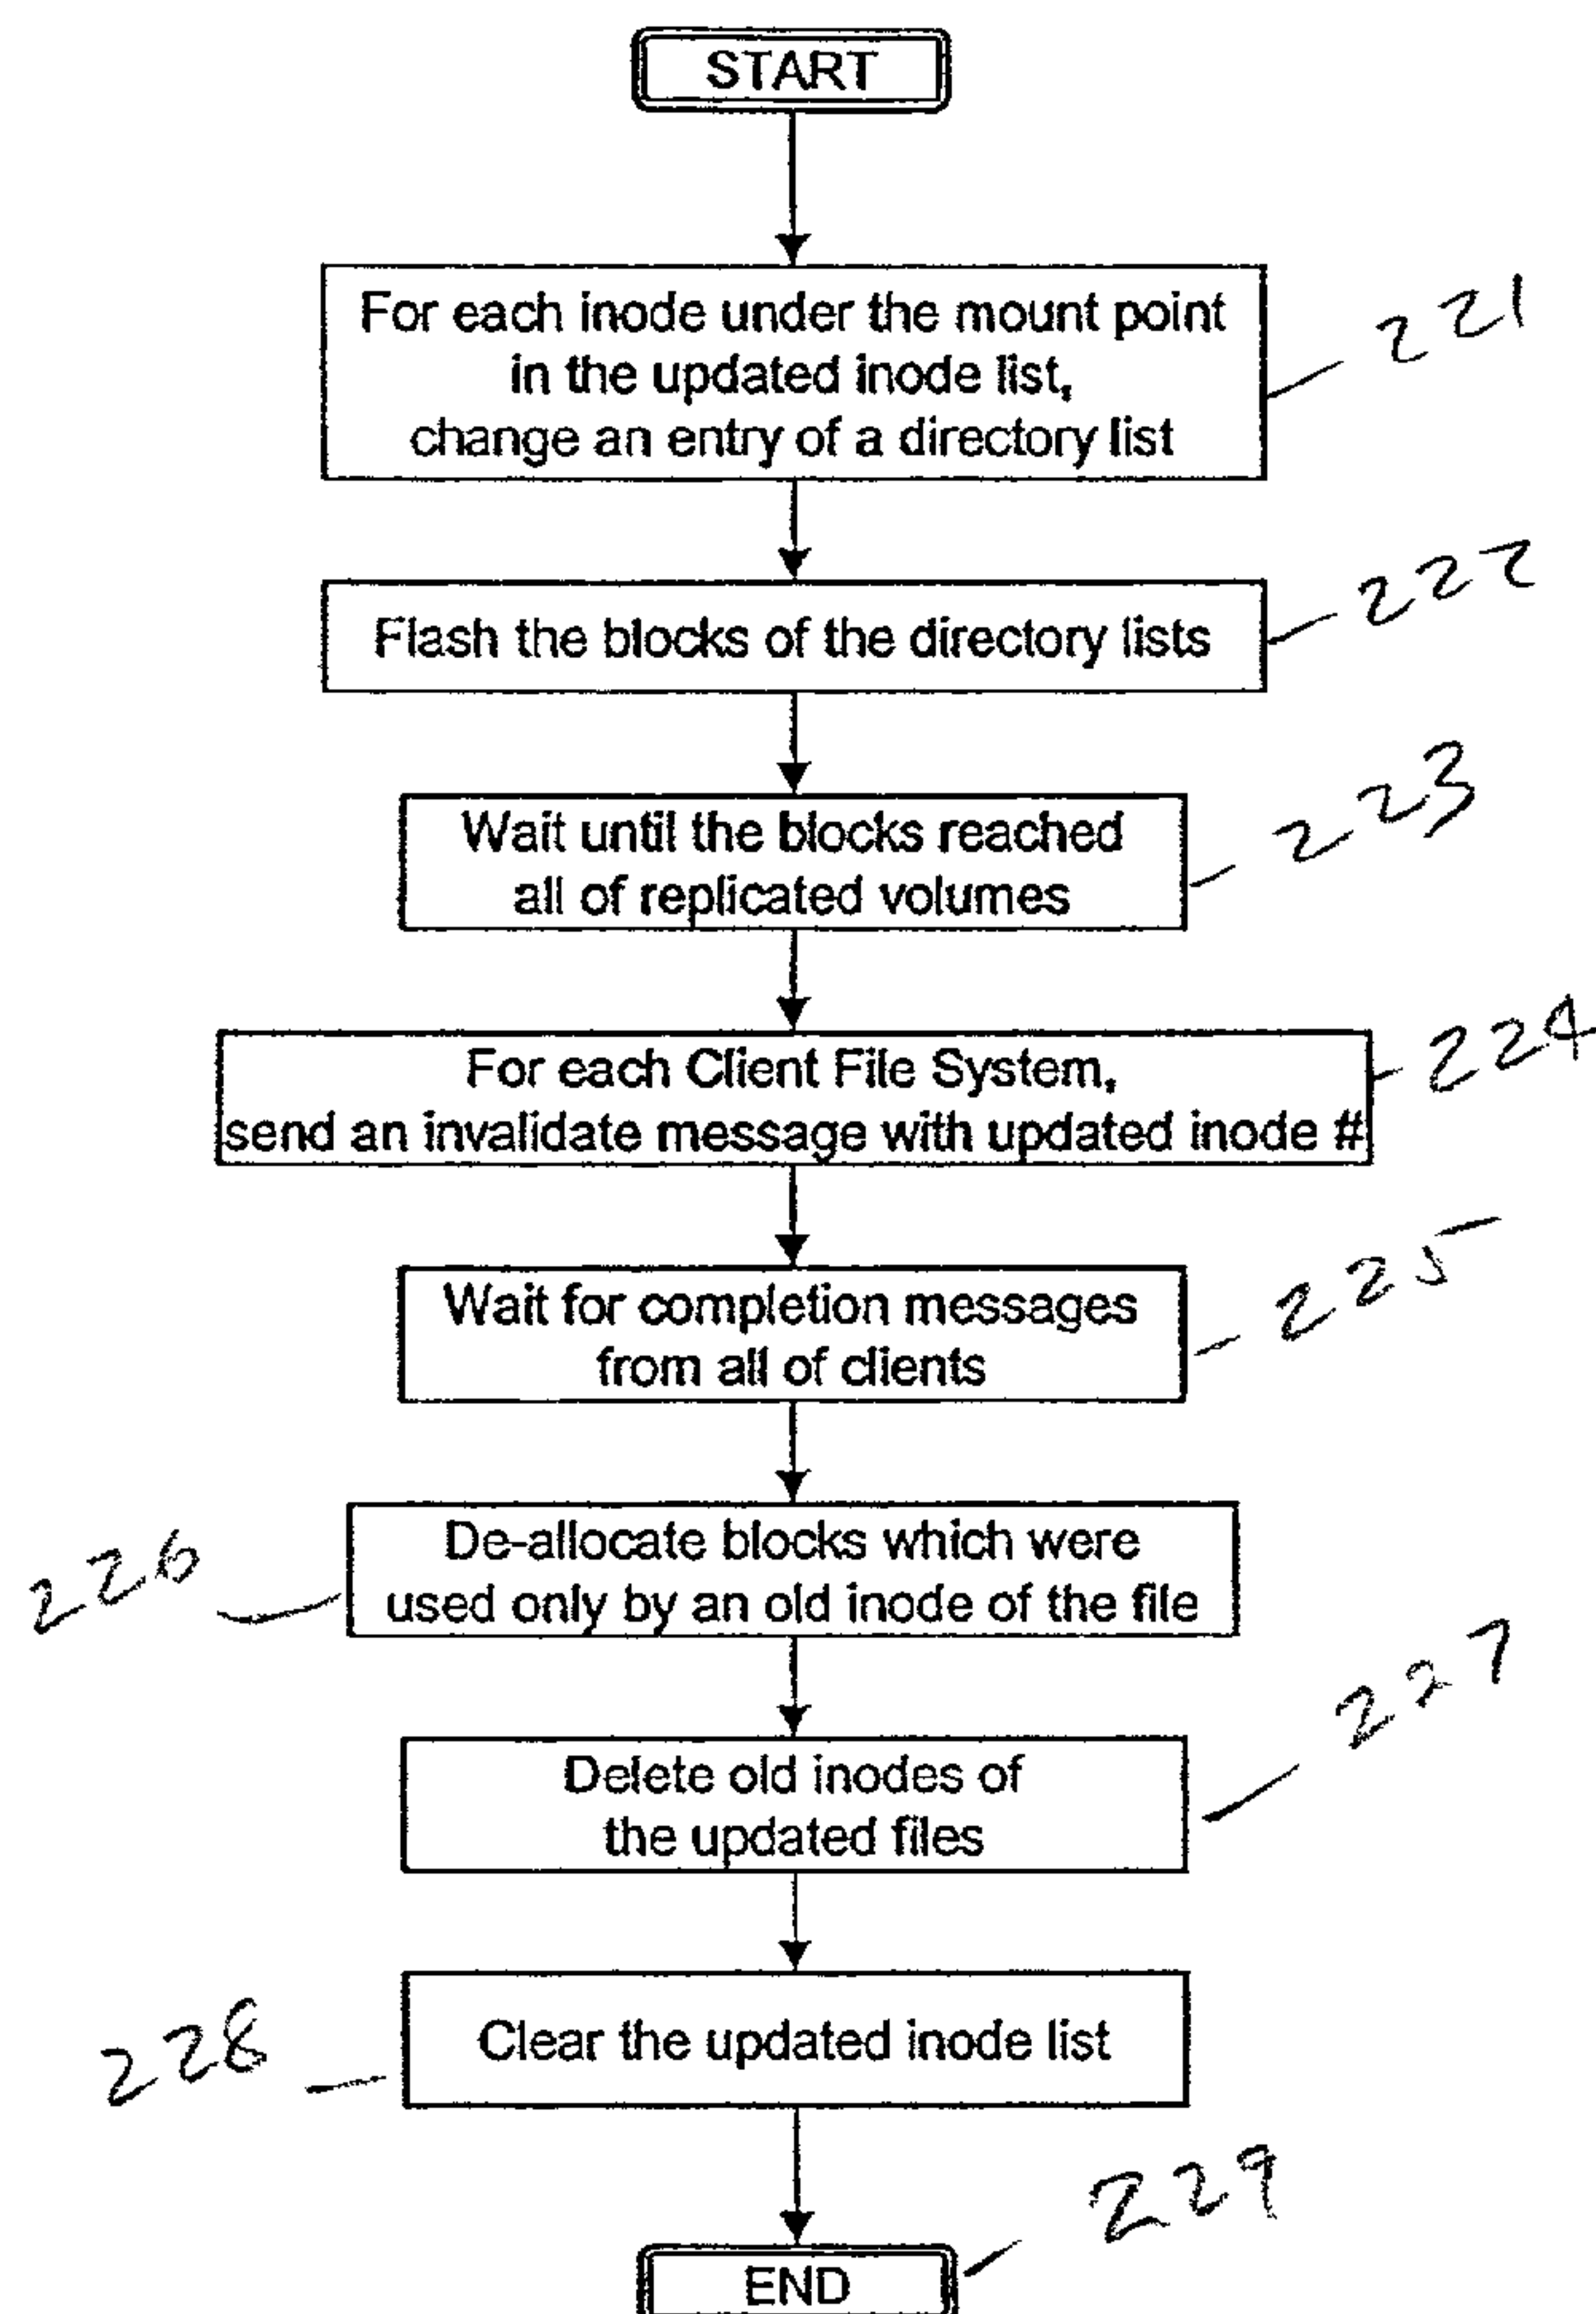 START
For each inode under the mount point
in the updated inode list,
change an entry of a directory list
221
Flash the blocks of the directory lists
222
Wait until the blocks reached
all of replicated volumes
223
For each Client File System,
send an invalidate message with updated inode #
224
Wait for completion messages
from all of clients
225
De-allocate blocks which were
used only by an old inode of the file
226
Delete old inodes of
the updated files
227
Clear the updated inode list
228
END
229